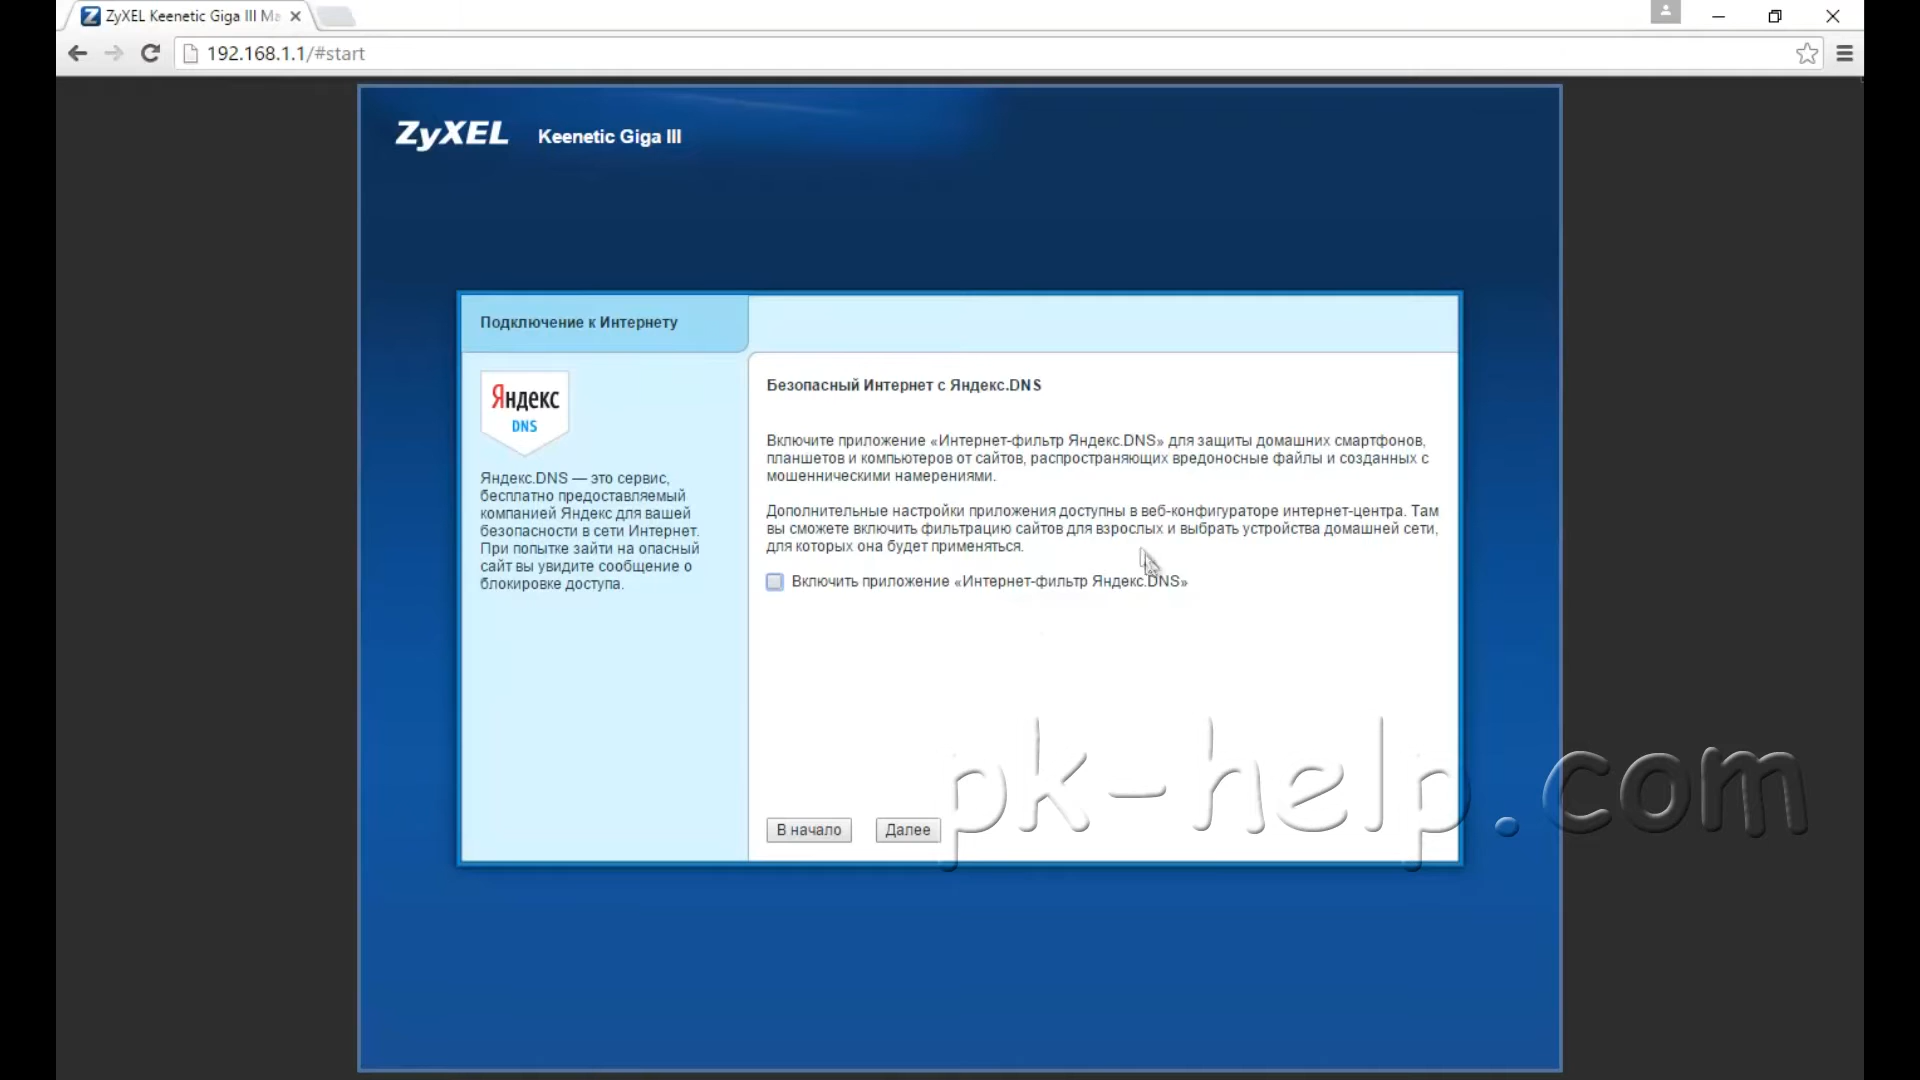 ZyXEL Keenetic Giga III Ma
192.168.1.1/#start
ZyXEL Keenetic Giga III
Подключение к Интернету
Яндекс
DNS
Яндекс.DNS — это сервис,
бесплатно предоставляемый
компанией Яндекс для вашей
безопасности в сети Интернет.
При попытке зайти на опасный
сайт вы увидите сообщение о
блокировке доступа.
Безопасный Интернет с Яндекс.DNS
Включите приложение «Интернет-фильтр Яндекс.DNS» для защиты домашних смартфонов,
планшетов и компьютеров от сайтов, распространяющих вредоносные файлы и созданных с
мошенническими намерениями.
Дополнительные настройки приложения доступны в веб-конфигураторе интернет-центра. Там
вы сможете включить фильтрацию сайтов для взрослых и выбрать устройства домашней сети,
для которых она будет применяться.
Включить приложение «Интернет-фильтр Яндекс.DNS»
В начало Далее
pk-help.com